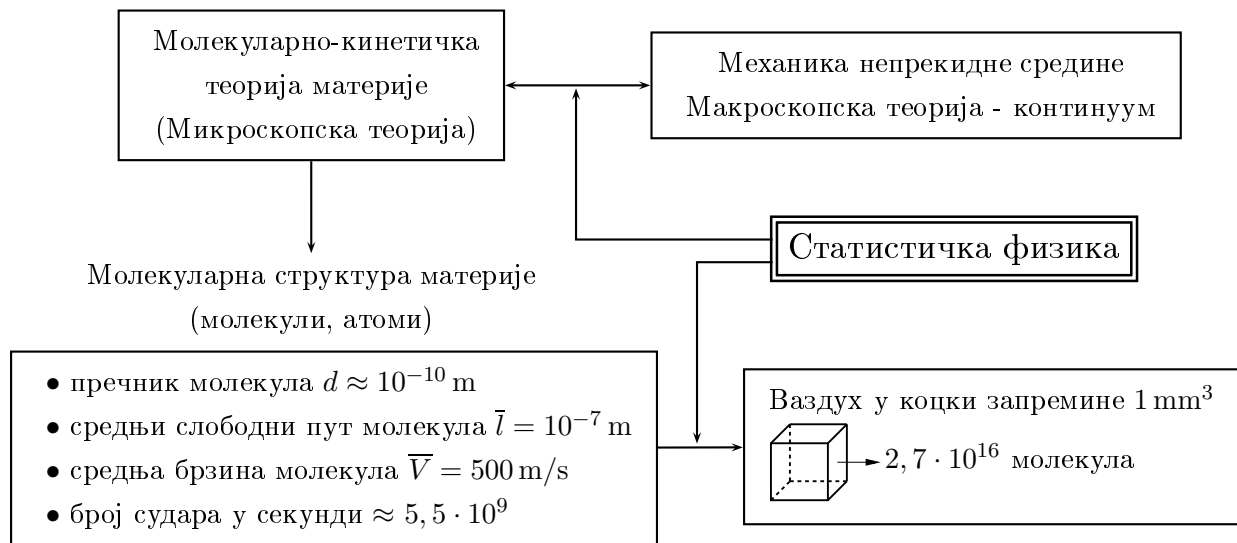 Молекуларно-кинетичка
теорија материје
(Микроскопска теорија)
Механика непрекидне средине
Макроскопска теорија - континуум
Статистичка физика
Молекуларна структура материје
(молекули, атоми)
• пречник молекула d ≈ 10⁻¹⁰ m
• средњи слободни пут молекула l̅ = 10⁻⁷ m
• средња брзина молекула V̅ = 500 m/s
• број судара у секунди ≈ 5, 5 · 10⁹
Ваздух у коцки запремине 1 mm³
2, 7 · 10¹⁶ молекула